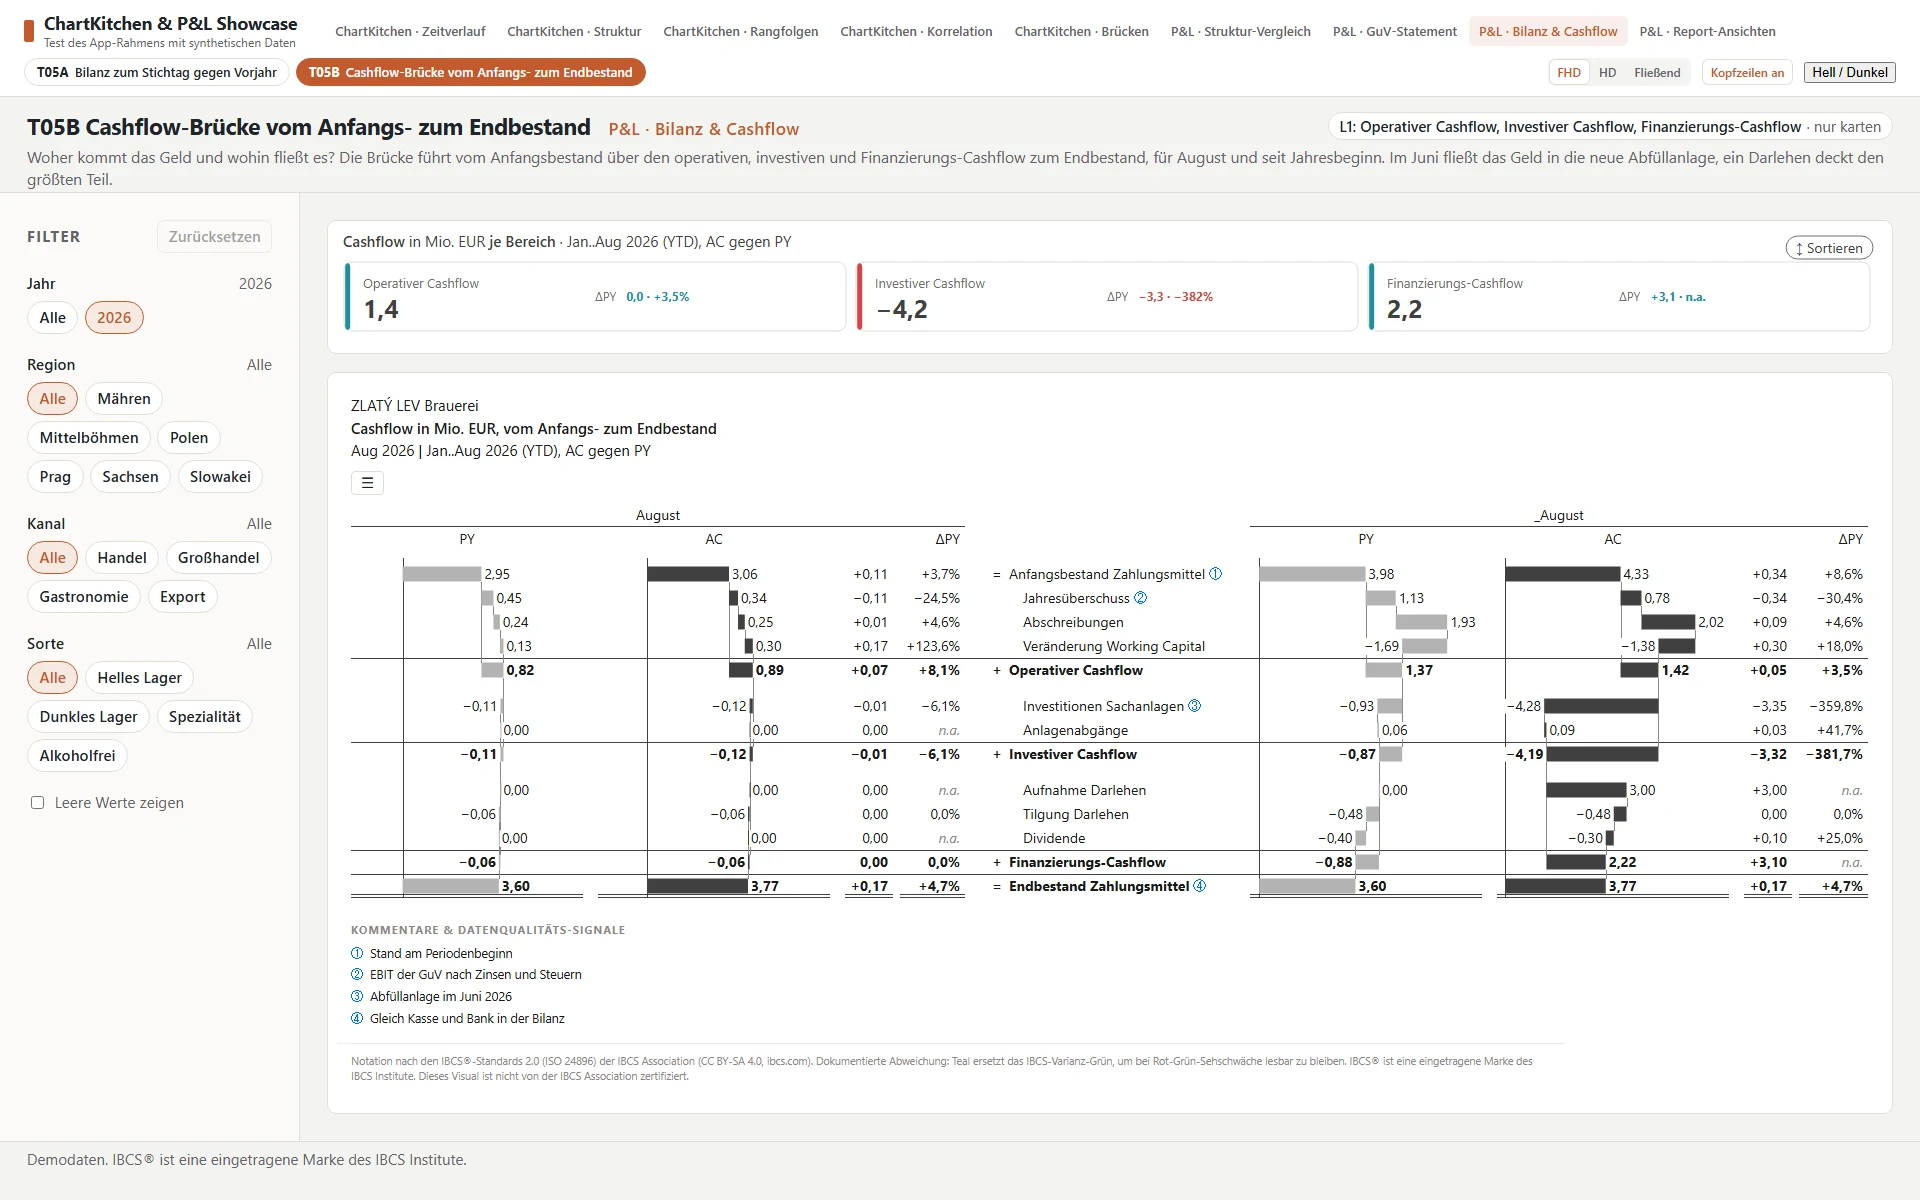 ChartKitchen & P&L Showcase
Test des App-Rahmens mit synthetischen Daten
ChartKitchen · Zeitverlauf
ChartKitchen · Struktur
ChartKitchen · Rangfolgen
ChartKitchen · Korrelation
ChartKitchen · Brücken
P&L · Struktur-Vergleich
P&L · GuV-Statement
P&L · Bilanz & Cashflow
P&L · Report-Ansichten
T05A Bilanz zum Stichtag gegen Vorjahr
T05B Cashflow-Brücke vom Anfangs- zum Endbestand
FHD HD Fließend
Kopfzeilen an
Hell / Dunkel
T05B Cashflow-Brücke vom Anfangs- zum Endbestand P&L · Bilanz & Cashflow
L1: Operativer Cashflow, Investiver Cashflow, Finanzierungs-Cashflow · nur karten
Woher kommt das Geld und wohin fließt es? Die Brücke führt vom Anfangsbestand über den operativen, investiven und Finanzierungs-Cashflow zum Endbestand, für August und seit Jahresbeginn. Im Juni fließt das Geld in die neue Abfüllanlage, ein Darlehen deckt den
größten Teil.
FILTER Zurücksetzen
Jahr 2026
Alle 2026
Region Alle
Alle Mähren
Mittelböhmen Polen
Prag Sachsen Slowakei
Kanal Alle
Alle Handel Großhandel
Gastronomie Export
Sorte Alle
Alle Helles Lager
Dunkles Lager Spezialität
Alkoholfrei
Leere Werte zeigen
Cashflow in Mio. EUR je Bereich · Jan..Aug 2026 (YTD), AC gegen PY
↕ Sortieren
Operativer Cashflow
1,4
ΔPY 0,0 · +3,5%
Investiver Cashflow
−4,2
ΔPY −3,3 · −382%
Finanzierungs-Cashflow
2,2
ΔPY +3,1 · n.a.
ZLATÝ LEV Brauerei
Cashflow in Mio. EUR, vom Anfangs- zum Endbestand
Aug 2026 | Jan..Aug 2026 (YTD), AC gegen PY
☰
August _August
PY AC ΔPY PY AC ΔPY
2,95 3,06 +0,11 +3,7% = Anfangsbestand Zahlungsmittel ① 3,98 4,33 +0,34 +8,6%
0,45 0,34 −0,11 −24,5% Jahresüberschuss ② 1,13 0,78 −0,34 −30,4%
0,24 0,25 +0,01 +4,6% Abschreibungen 1,93 2,02 +0,09 +4,6%
0,13 0,30 +0,17 +123,6% Veränderung Working Capital −1,69 −1,38 +0,30 +18,0%
0,82 0,89 +0,07 +8,1% + Operativer Cashflow 1,37 1,42 +0,05 +3,5%
−0,11 −0,12 −0,01 −6,1% Investitionen Sachanlagen ③ −0,93 −4,28 −3,35 −359,8%
0,00 0,00 0,00 n.a. Anlagenabgänge 0,06 0,09 +0,03 +41,7%
−0,11 −0,12 −0,01 −6,1% + Investiver Cashflow −0,87 −4,19 −3,32 −381,7%
0,00 0,00 0,00 n.a. Aufnahme Darlehen 0,00 3,00 +3,00 n.a.
−0,06 −0,06 0,00 0,0% Tilgung Darlehen −0,48 −0,48 0,00 0,0%
0,00 0,00 0,00 n.a. Dividende −0,40 −0,30 +0,10 +25,0%
−0,06 −0,06 0,00 0,0% + Finanzierungs-Cashflow −0,88 2,22 +3,10 n.a.
3,60 3,77 +0,17 +4,7% = Endbestand Zahlungsmittel ④ 3,60 3,77 +0,17 +4,7%
KOMMENTARE & DATENQUALITÄTS-SIGNALE
① Stand am Periodenbeginn
② EBIT der GuV nach Zinsen und Steuern
③ Abfüllanlage im Juni 2026
④ Gleich Kasse und Bank in der Bilanz
Notation nach den IBCS®-Standards 2.0 (ISO 24896) der IBCS Association (CC BY-SA 4.0, ibcs.com). Dokumentierte Abweichung: Teal ersetzt das IBCS-Varianz-Grün, um bei Rot-Grün-Sehschwäche lesbar zu bleiben. IBCS® ist eine eingetragene Marke des
IBCS Institute. Dieses Visual ist nicht von der IBCS Association zertifiziert.
Demodaten. IBCS® ist eine eingetragene Marke des IBCS Institute.